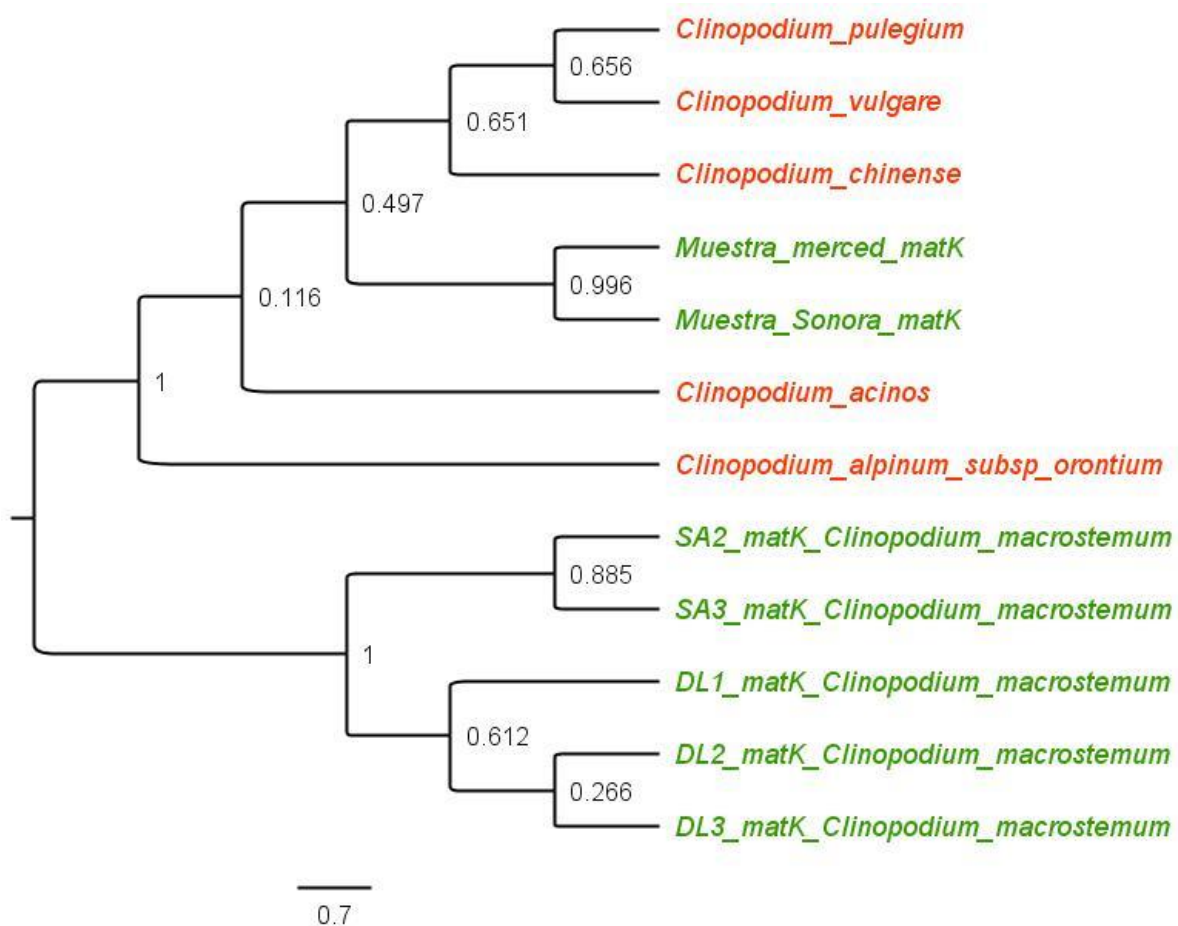 Clinopodium_pulegium
0.656
Clinopodium_vulgare
0.651
Clinopodium_chinense
0.497
Muestra_merced_matK
0.996
0.116
Muestra_Sonora_matK
1
Clinopodium_acinos
Clinopodium_alpinum_subsp_orontium
SA2_matK_Clinopodium_macrostemum
0.885
SA3_matK_Clinopodium_macrostemum
1
DL1_matK_Clinopodium_macrostemum
0.612
DL2_matK_Clinopodium_macrostemum
0.266
DL3_matK_Clinopodium_macrostemum
0.7